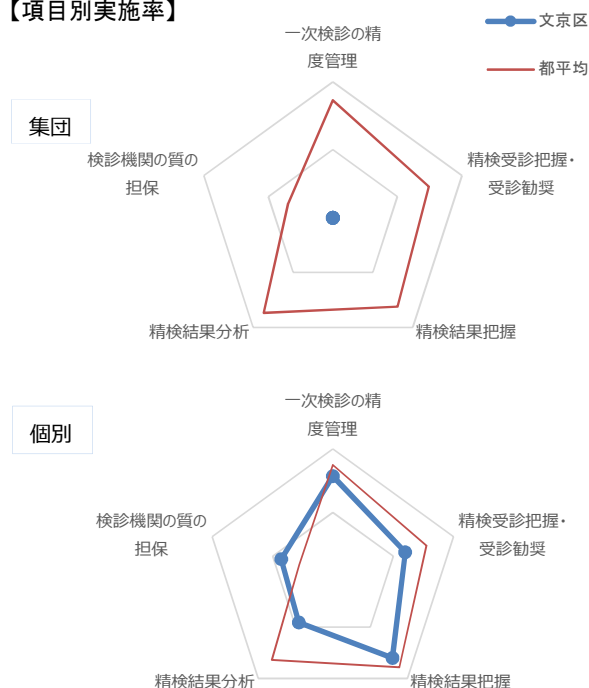 【項目別実施率】
文京区
都平均
集団
一次検診の精
度管理
精検受診把握・
受診勧奨
精検結果把握
精検結果分析
検診機関の質の
担保
個別
一次検診の精
度管理
精検受診把握・
受診勧奨
精検結果把握
精検結果分析
検診機関の質の
担保